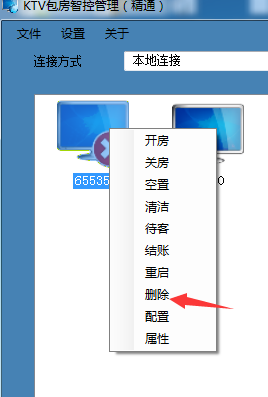 KTV包房智控管理（精通）
文件 设置 关于
连接方式 本地连接
65535
0
开房
关房
空置
清洁
待客
结账
重启
删除
配置
属性